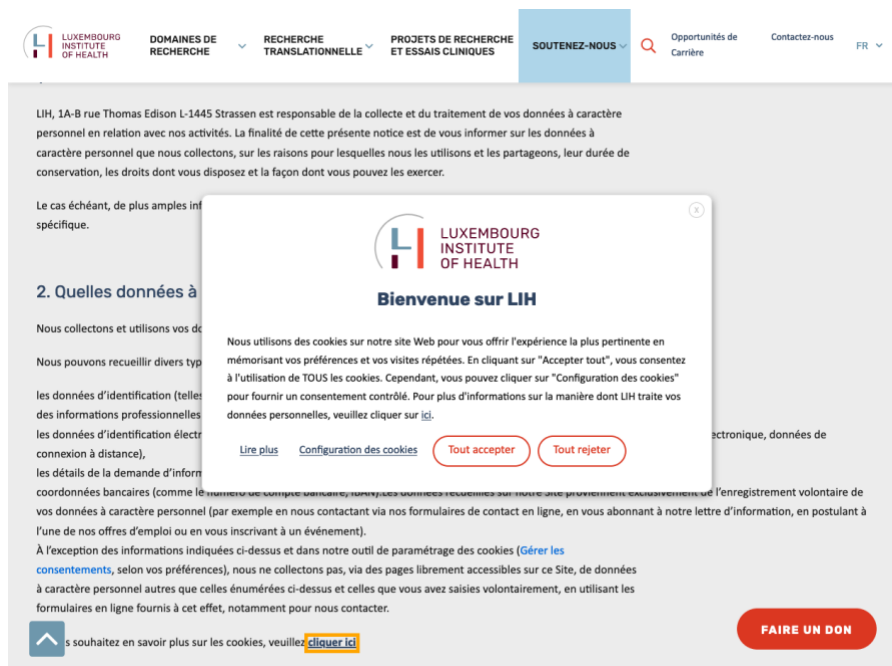 LUXEMBOURG
INSTITUTE
OF HEALTH
DOMAINES DE
RECHERCHE
RECHERCHE
TRANSLATIONNELLE
PROJETS DE RECHERCHE
ET ESSAIS CLINIQUES
SOUTENEZ-NOUS
Opportunités de
Carrière
Contactez-nous
FR
LIH, 1A-B rue Thomas Edison L-1445 Strassen est responsable de la collecte et du traitement de vos données à caractère
personnel en relation avec nos activités. La finalité de cette présente notice est de vous informer sur les données à
caractère personnel que nous collectons, sur les raisons pour lesquelles nous les utilisons et les partageons, leur durée de
conservation, les droits dont vous disposez et la façon dont vous pouvez les exercer.
Le cas échéant, de plus amples inf
spécifique.
2. Quelles données à
Nous collectons et utilisons vos do
Nous pouvons recueillir divers typ
les données d'identification (telles
des informations professionnelles
les données d'identification électr
ectronique, données de
connexion à distance),
les détails de la demande d'inform
coordonnées bancaires (comme le numéro de compte bancaire, IBAN).Les données recueillies sur notre Site proviennent exclusivement de l'enregistrement volontaire de
vos données à caractère personnel (par exemple en nous contactant via nos formulaires de contact en ligne, en vous abonnant à notre lettre d'information, en postulant à
l'une de nos offres d'emploi ou en vous inscrivant à un événement).
À l'exception des informations indiquées ci-dessus et dans notre outil de paramétrage des cookies (Gérer les
consentements, selon vos préférences), nous ne collectons pas, via des pages librement accessibles sur ce Site, de données
à caractère personnel autres que celles énumérées ci-dessus et celles que vous avez saisies volontairement, en utilisant les
formulaires en ligne fournis à cet effet, notamment pour nous contacter.
s souhaitez en savoir plus sur les cookies, veuillez cliquer ici
X
LUXEMBOURG
INSTITUTE
OF HEALTH
Bienvenue sur LIH
Nous utilisons des cookies sur notre site Web pour vous offrir l'expérience la plus pertinente en
mémorisant vos préférences et vos visites répétées. En cliquant sur "Accepter tout", vous consentez
à l'utilisation de TOUS les cookies. Cependant, vous pouvez cliquer sur "Configuration des cookies"
pour fournir un consentement contrôlé. Pour plus d'informations sur la manière dont LIH traite vos
données personnelles, veuillez cliquer sur ici.
Lire plus
Configuration des cookies
Tout accepter
Tout rejeter
FAIRE UN DON